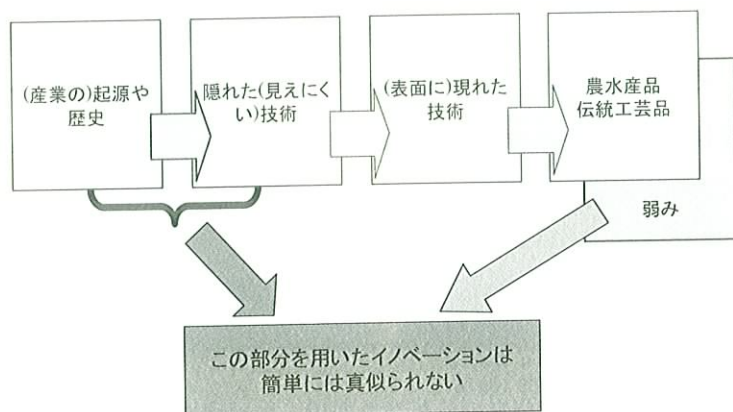 (産業の)起源や
歴史
隠れた(見えにく
い)技術
(表面に)現れた
技術
農水産品
伝統工芸品
弱み
この部分を用いたイノベーションは
簡単には真似られない